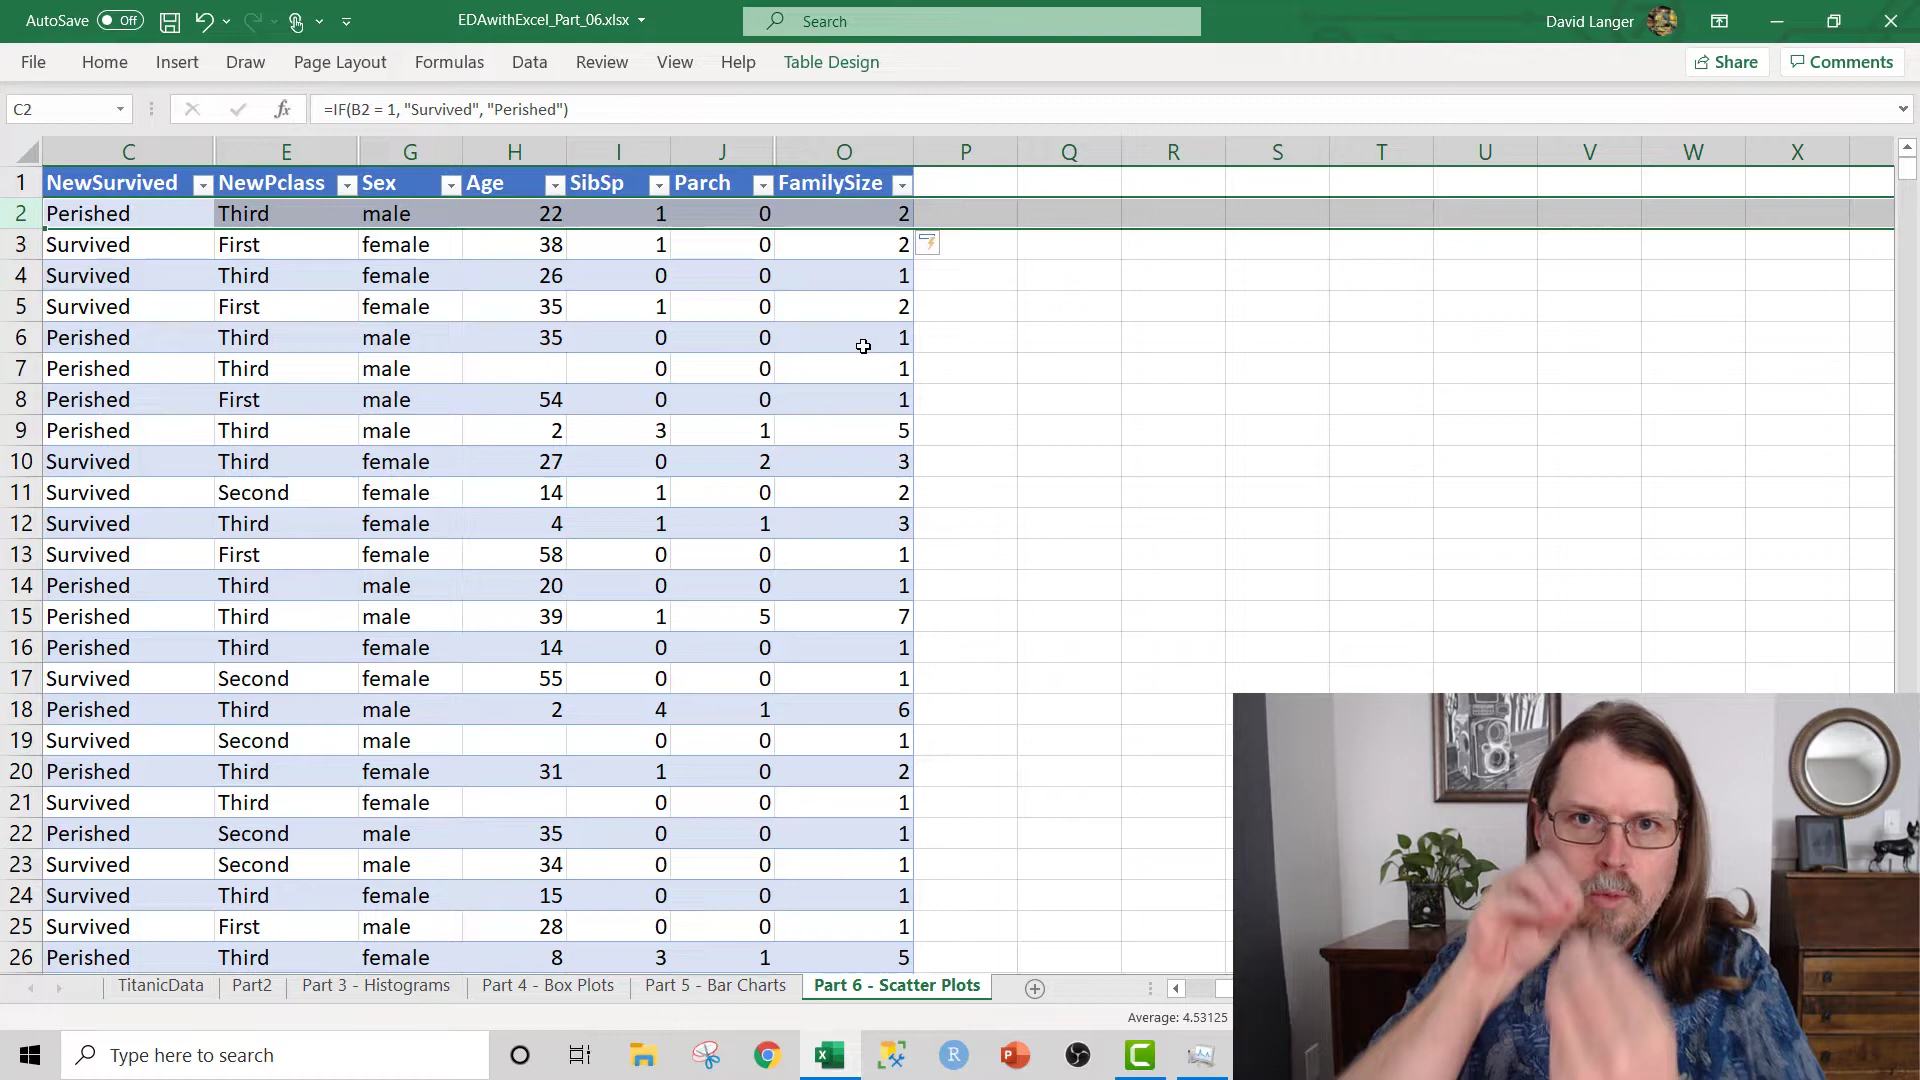 AutoSave Off EDAwithExcel_Part_06.xlsx Search David Langer
File Home Insert Draw Page Layout Formulas Data Review View Help Table Design Share Comments
C2 fx =IF(B2 = 1, "Survived", "Perished")
C E G H I J O P Q R S T U V W X
1 NewSurvived NewPclass Sex Age SibSp Parch FamilySize
2 Perished Third male 22 1 0 2
3 Survived First female 38 1 0 2
4 Survived Third female 26 0 0 1
5 Survived First female 35 1 0 2
6 Perished Third male 35 0 0 1
7 Perished Third male 0 0 1
8 Perished First male 54 0 0 1
9 Perished Third male 2 3 1 5
10 Survived Third female 27 0 2 3
11 Survived Second female 14 1 0 2
12 Survived Third female 4 1 1 3
13 Survived First female 58 0 0 1
14 Perished Third male 20 0 0 1
15 Perished Third male 39 1 5 7
16 Perished Third female 14 0 0 1
17 Survived Second female 55 0 0 1
18 Perished Third male 2 4 1 6
19 Survived Second male 0 0 1
20 Perished Third female 31 1 0 2
21 Survived Third female 0 0 1
22 Perished Second male 35 0 0 1
23 Survived Second male 34 0 0 1
24 Survived Third female 15 0 0 1
25 Survived First male 28 0 0 1
26 Perished Third female 8 3 1 5
TitanicData Part2 Part 3 - Histograms Part 4 - Box Plots Part 5 - Bar Charts Part 6 - Scatter Plots
Average: 4.53125
Type here to search R P C